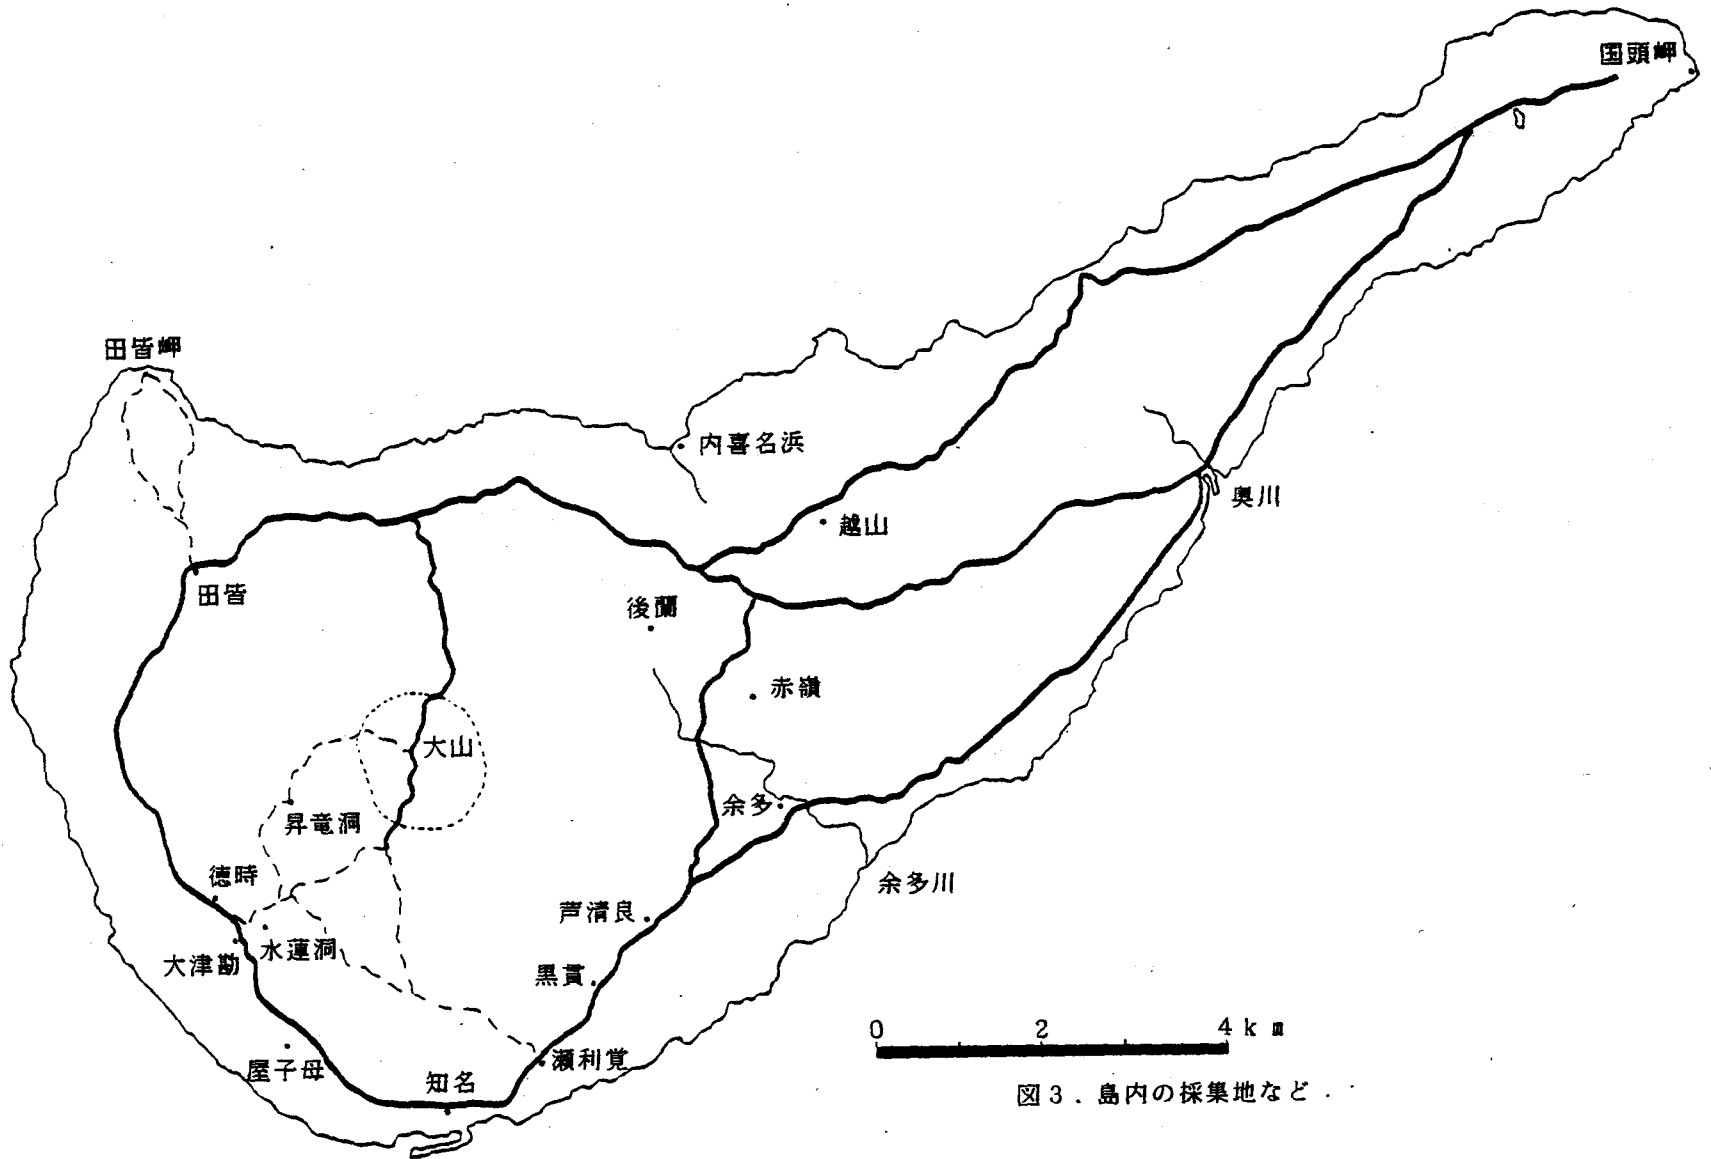 国頭岬
田皆岬
内喜名浜
奥川
越山
田皆
後蘭
赤嶺
大山
余多
昇竜洞
徳時
余多川
芦清良
水蓮洞
大津勘
黒貫
0 2 4km
瀬利覚
屋子母
知名
図3．島内の採集地など．